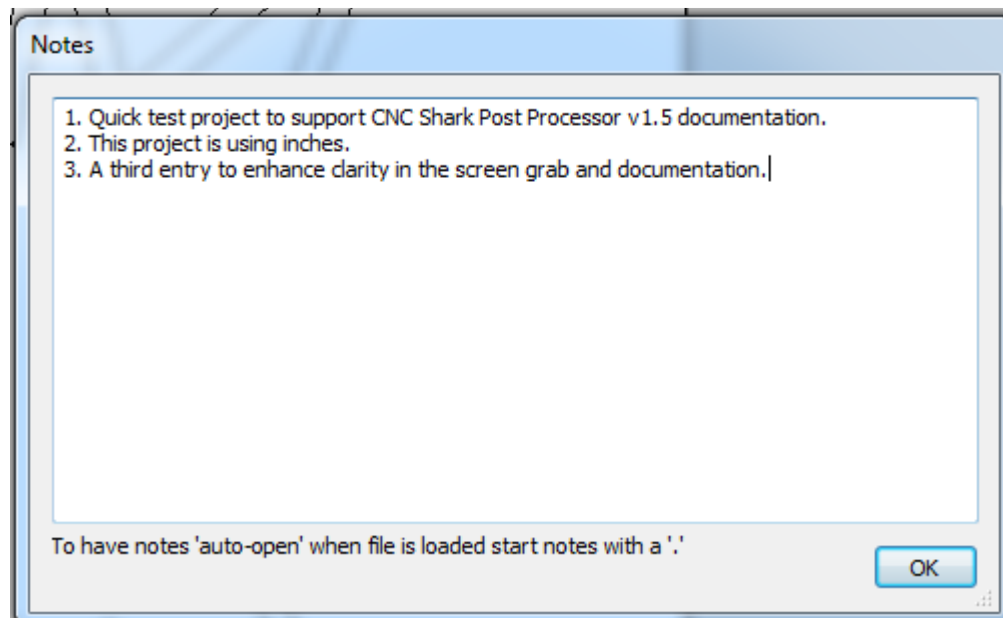 Notes
1. Quick test project to support CNC Shark Post Processor v1.5 documentation.
2. This project is using inches.
3. A third entry to enhance clarity in the screen grab and documentation.
To have notes 'auto-open' when file is loaded start notes with a '.'
OK